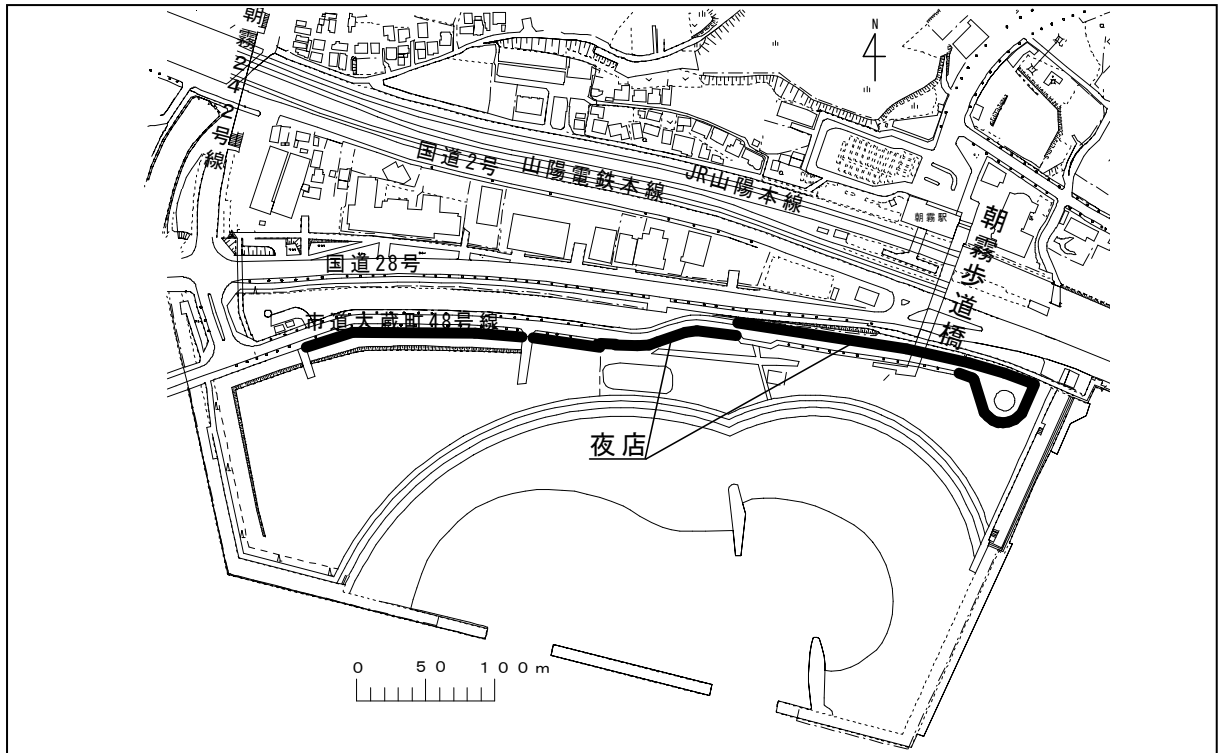 朝霧242号線
N
国道2号
山陽電鉄本線
JR山陽本線
朝霧駅
朝霧歩道橋
国道28号
市道大蔵町48号線
夜店
0 50 100m